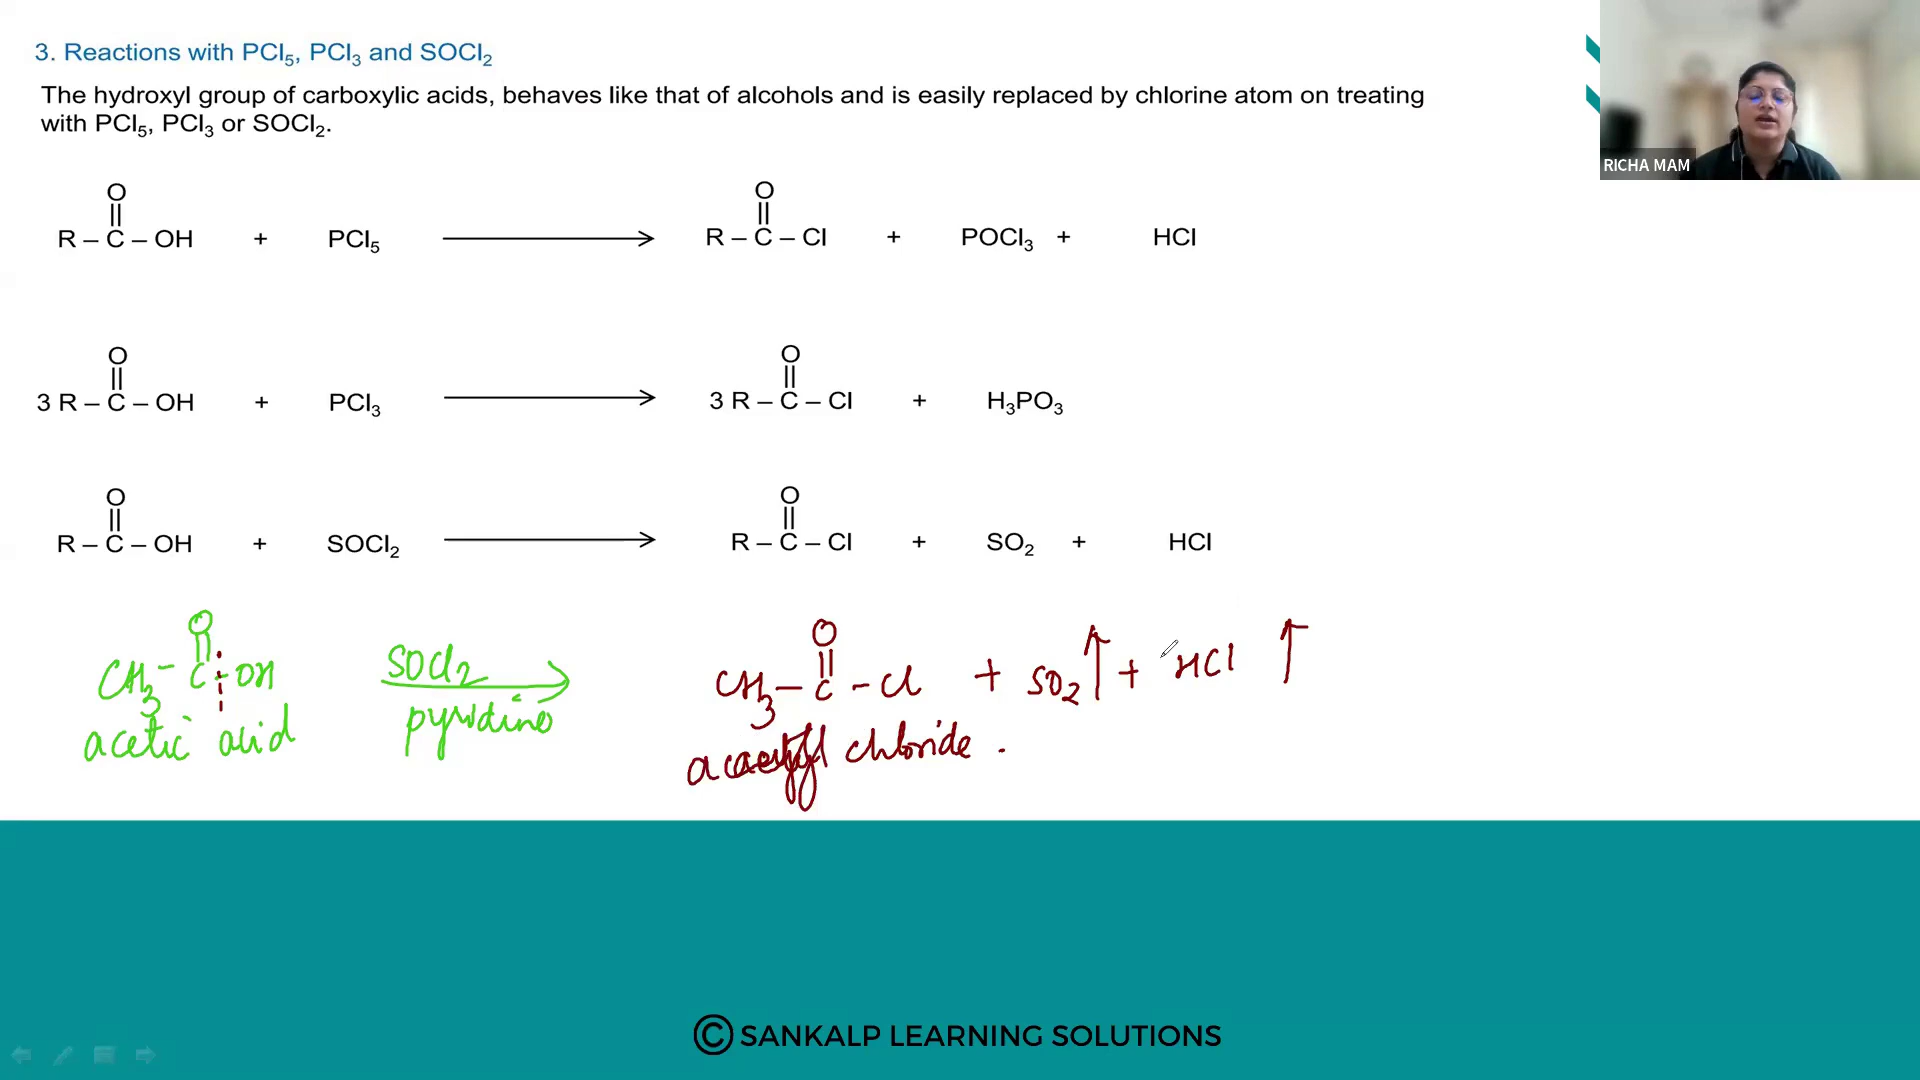 3. Reactions with PCl₅, PCl₃ and SOCl₂
The hydroxyl group of carboxylic acids, behaves like that of alcohols and is easily replaced by chlorine atom on treating
with PCl₅, PCl₃ or SOCl₂.
RICHA MAM
O
O
R – C – OH + PCl₅ R – C – Cl + POCl₃ + HCl
O
O
3 R – C – OH + PCl₃ 3 R – C – Cl + H₃PO₃
O
O
R – C – OH + SOCl₂ R – C – Cl + SO₂ + HCl
O
O
CH₃ – C – OH SOCl₂ CH₃ – C – Cl + SO₂ ↑ + HCl ↑
pyridine
acetic acid chloride .
© SANKALP LEARNING SOLUTIONS